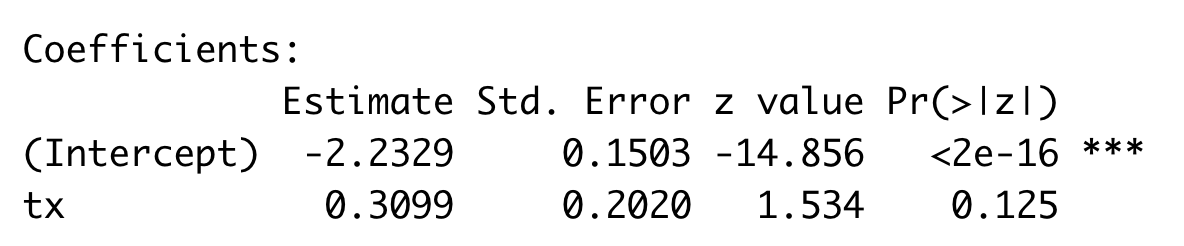 Coefficients:
Estimate Std. Error z value Pr(>|z|)
(Intercept) -2.2329 0.1503 -14.856 <2e-16 ***
tx 0.3099 0.2020 1.534 0.125